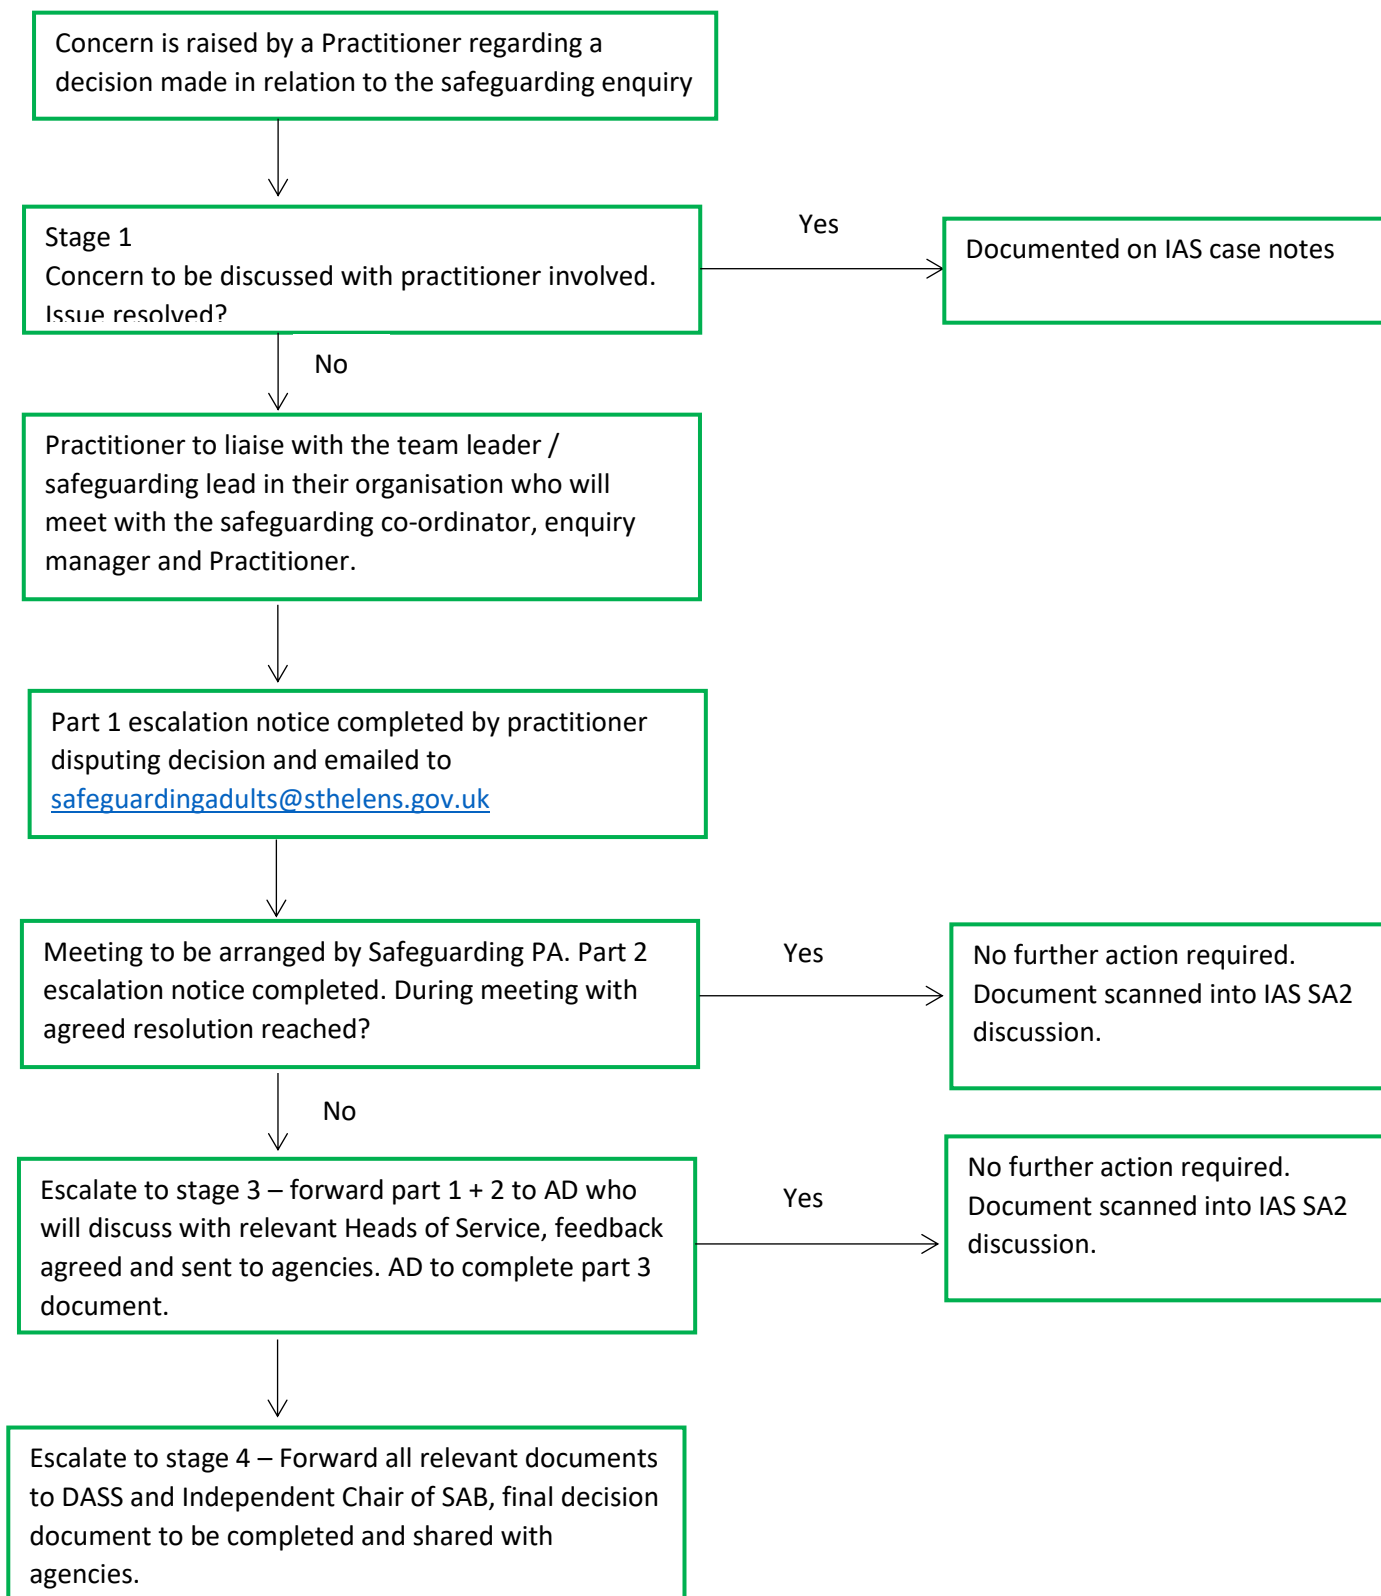 Concern is raised by a Practitioner regarding a
decision made in relation to the safeguarding enquiry
Stage 1
Concern to be discussed with practitioner involved.
Issue resolved?
Yes
Documented on IAS case notes
No
Practitioner to liaise with the team leader /
safeguarding lead in their organisation who will
meet with the safeguarding co-ordinator, enquiry
manager and Practitioner.
Part 1 escalation notice completed by practitioner
disputing decision and emailed to
safeguardingadults@sthelens.gov.uk
Meeting to be arranged by Safeguarding PA. Part 2
escalation notice completed. During meeting with
agreed resolution reached?
Yes
No further action required.
Document scanned into IAS SA2
discussion.
No
Escalate to stage 3 – forward part 1 + 2 to AD who
will discuss with relevant Heads of Service, feedback
agreed and sent to agencies. AD to complete part 3
document.
Yes
No further action required.
Document scanned into IAS SA2
discussion.
Escalate to stage 4 – Forward all relevant documents
to DASS and Independent Chair of SAB, final decision
document to be completed and shared with
agencies.